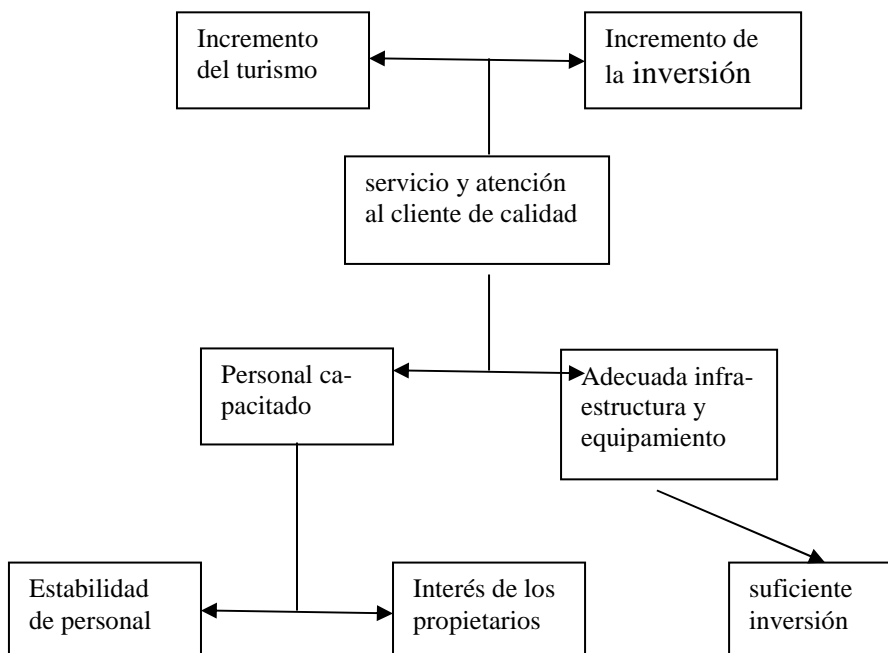 Incremento
del turismo
Incremento de
la inversión
servicio y atención
al cliente de calidad
Personal ca-
pacitado
Adecuada infra-
estructura y
equipamiento
Estabilidad
de personal
Interés de los
propietarios
suficiente
inversión